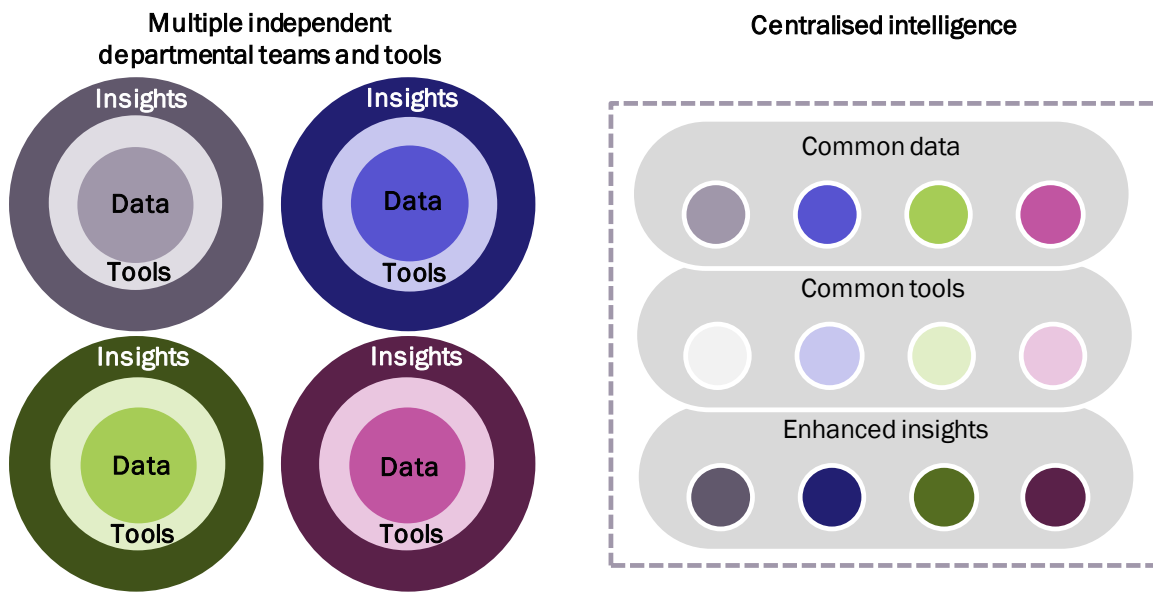 Multiple independent
departmental teams and tools
Insights
Data
Tools
Insights
Data
Tools
Insights
Data
Tools
Insights
Data
Tools
Centralised intelligence
Common data
Common tools
Enhanced insights